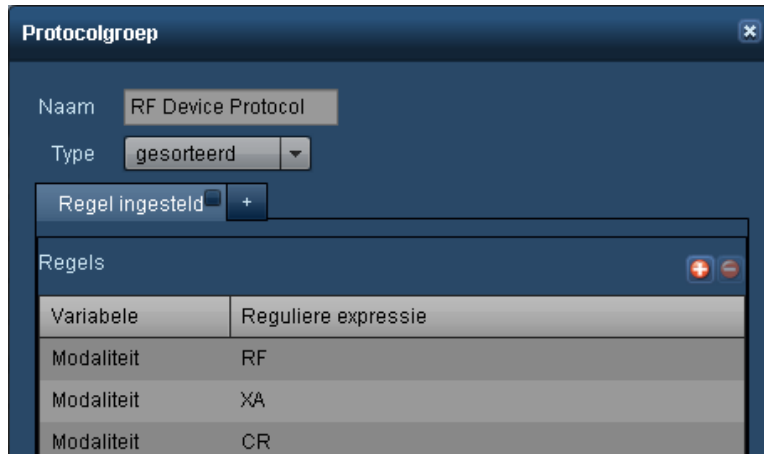 Protocolgroep
Naam RF Device Protocol
Type gesorteerd
Regel ingesteld +
Regels
Variabele Reguliere expressie
Modaliteit RF
Modaliteit XA
Modaliteit CR